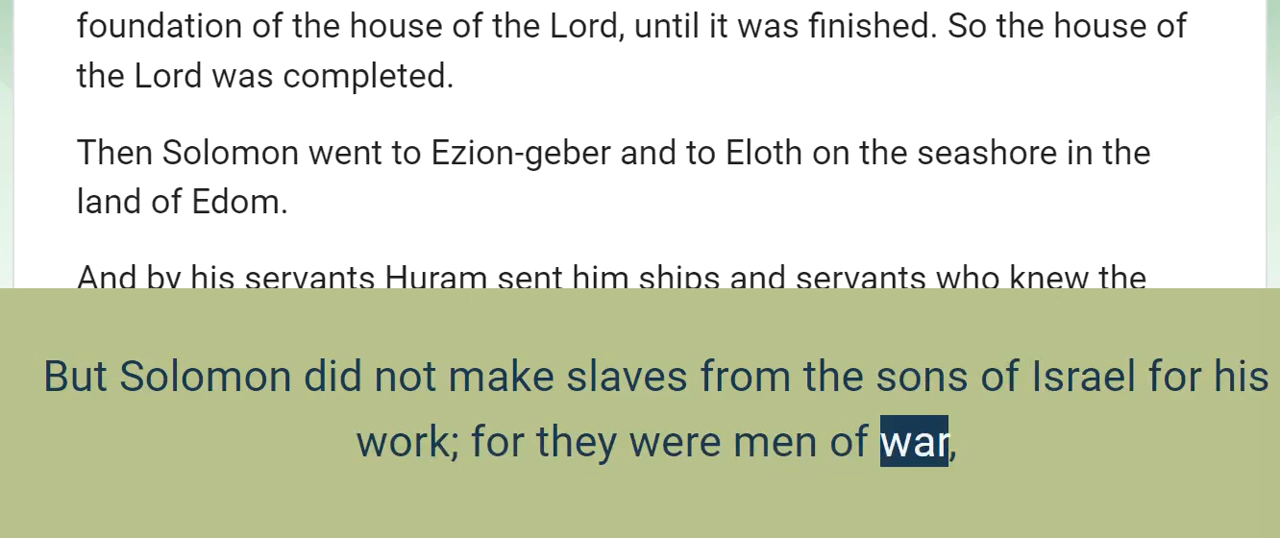 foundation of the house of the Lord, until it was finished. So the house of
the Lord was completed.
Then Solomon went to Ezion-geber and to Eloth on the seashore in the
land of Edom.
And by his servants Huram sent him ships and servants who knew the
But Solomon did not make slaves from the sons of Israel for his
work; for they were men of war,